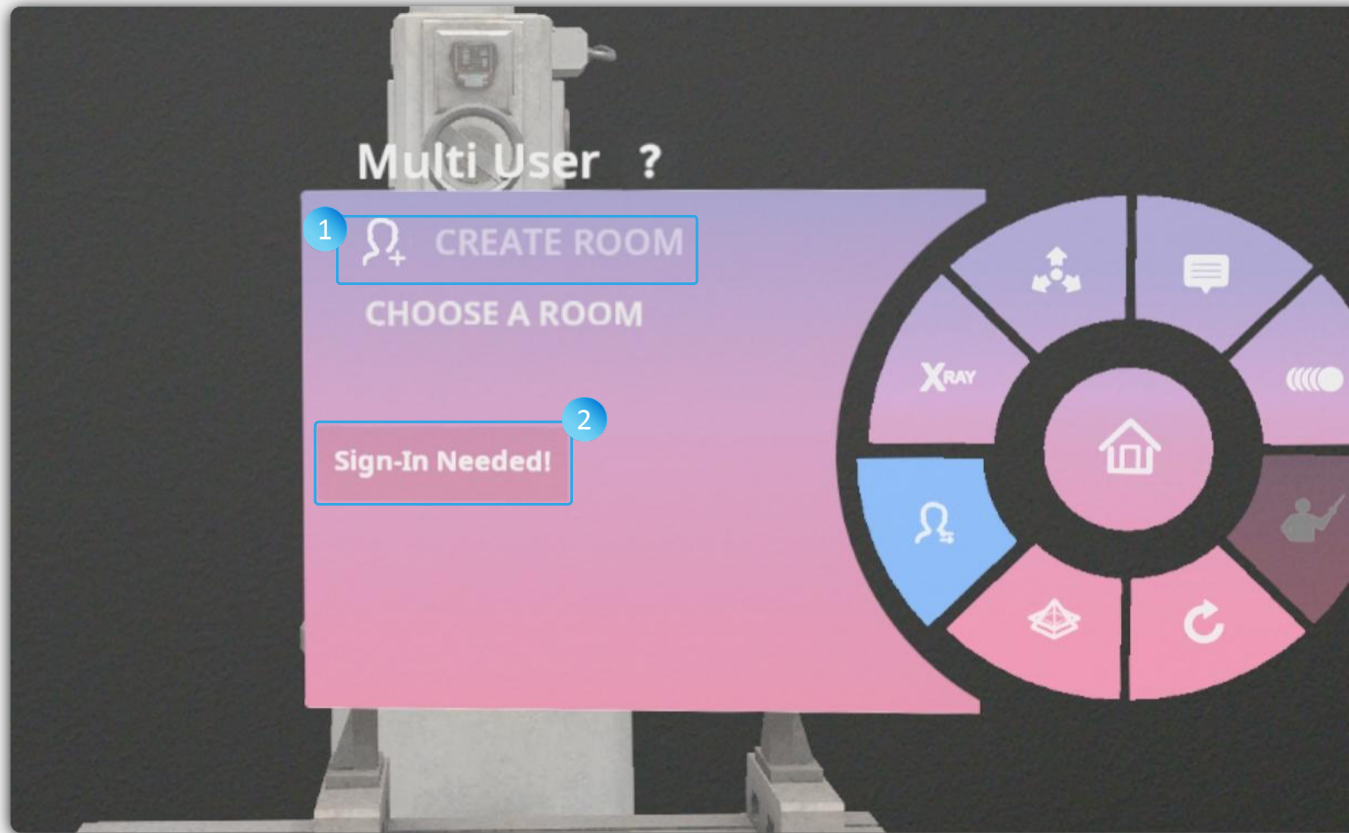 Multi User ?
1
CREATE ROOM
CHOOSE A ROOM
2
Sign-In Needed!
XRAY